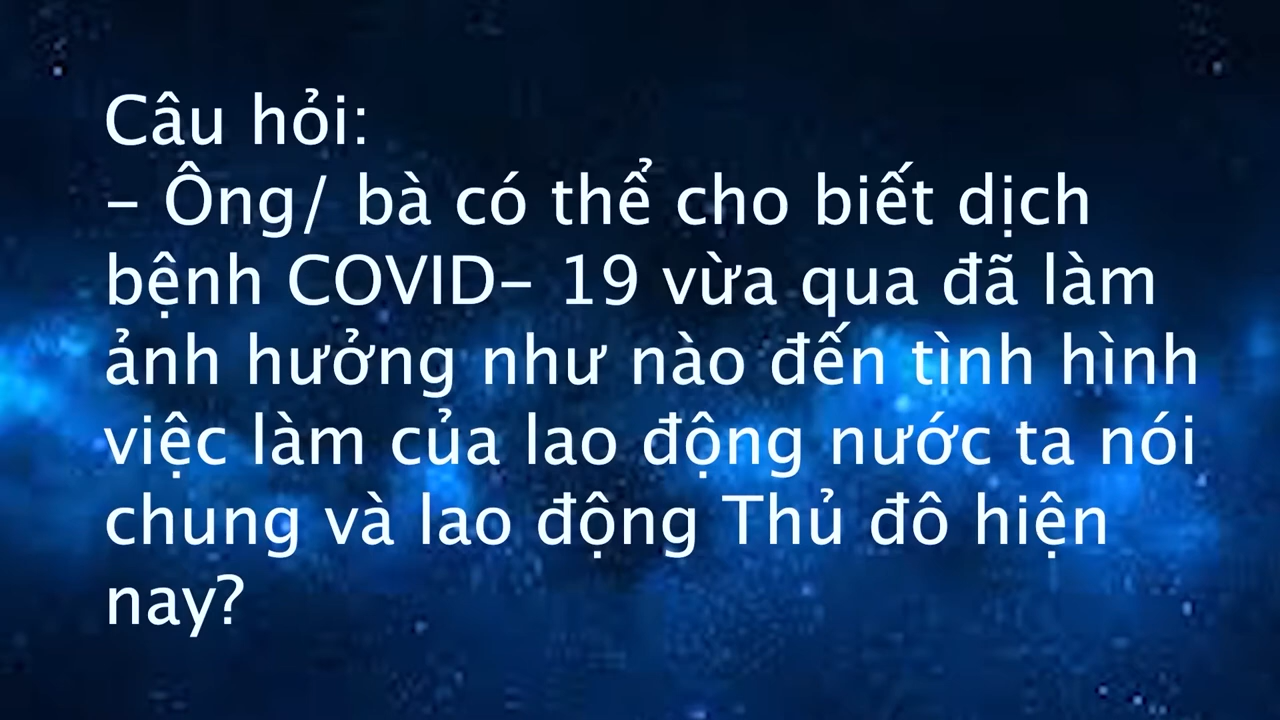 Câu hỏi:
- Ông/ bà có thể cho biết dịch
bệnh COVID- 19 vừa qua đã làm
ảnh hưởng như nào đến tình hình
việc làm của lao động nước ta nói
chung và lao động Thủ đô hiện
nay?